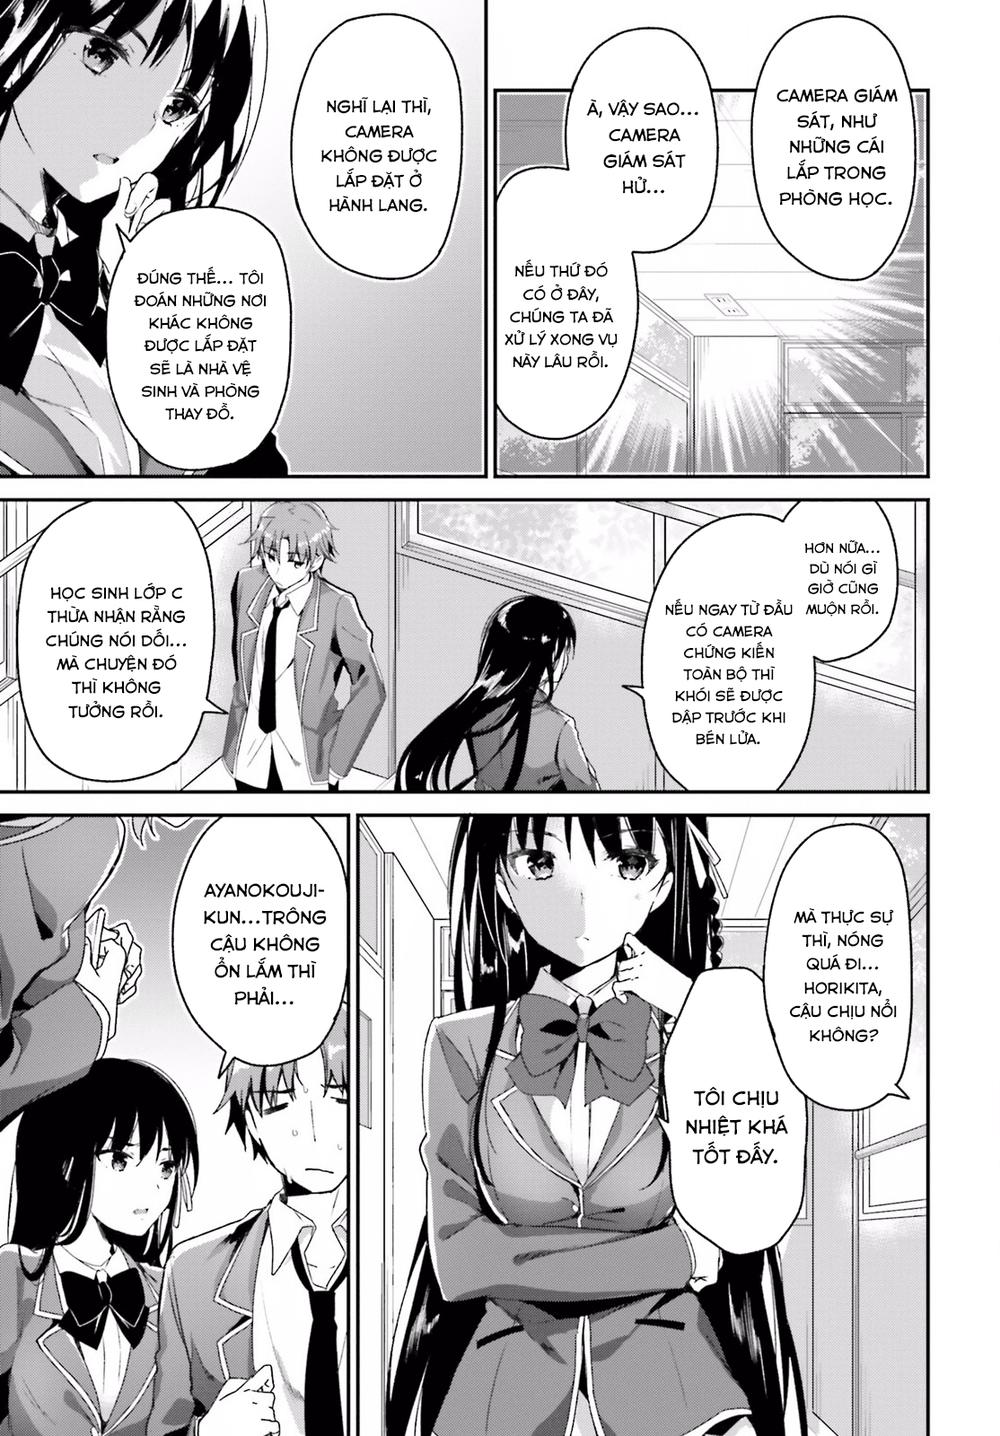 CAMERA GIÁM
SÁT, NHƯ
NHỮNG CÁI
LẮP TRONG
PHÒNG HỌC.
À, VẬY SAO...
CAMERA
GIÁM SÁT
HỬ...
NẾU THỨ ĐÓ
CÓ Ở ĐÂY,
CHÚNG TA ĐÃ
XỬ LÝ XONG VỤ
NÀY LÂU RỒI.
NGHĨ LẠI THÌ,
CAMERA
KHÔNG ĐƯỢC
LẮP ĐẶT Ở
HÀNH LANG.
ĐÚNG THẾ... TÔI
ĐOÁN NHỮNG NƠI
KHÁC KHÔNG
ĐƯỢC LẮP ĐẶT
SẼ LÀ NHÀ VỆ
SINH VÀ PHÒNG
THAY ĐỒ.
HƠN NỮA...
DÙ NÓI GÌ
GIỜ CŨNG
MUỘN RỒI.
NẾU NGAY TỪ ĐẦU
CÓ CAMERA
CHỨNG KIẾN
TOÀN BỘ THÌ
KHÓI SẼ ĐƯỢC
DẬP TRƯỚC KHI
BÉN LỬA.
HỌC SINH LỚP C
THỪA NHẬN RẰNG
CHÚNG NÓI DỐI...
MÀ CHUYỆN ĐÓ
THÌ KHÔNG
TƯỞNG RỒI.
MÀ THỰC SỰ
THÌ, NÓNG
QUÁ ĐI...
HORIKITA,
CẬU CHỊU NỔI
KHÔNG?
TÔI CHỊU
NHIỆT KHÁ
TỐT ĐẤY.
AYANOKOUJI-
KUN...TRÔNG
CẬU KHÔNG
ỔN LẮM THÌ
PHẢI...